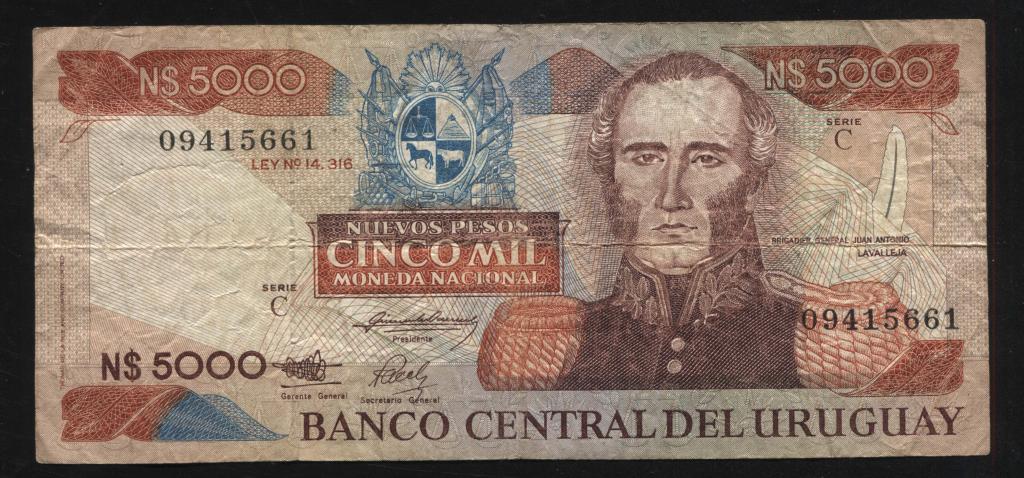 N$ 5000
N$ 5000
09415661
SERIE
C
LEY Nº 14.316
NUEVOS PESOS
CINCO MIL
MONEDA NACIONAL
BRIGADIER GENERAL JUAN ANTONIO
LAVALLEJA
SERIE
C
09415661
Presidente
N$ 5000
Gerente General
Secretario General
BANCO CENTRAL DEL URUGUAY